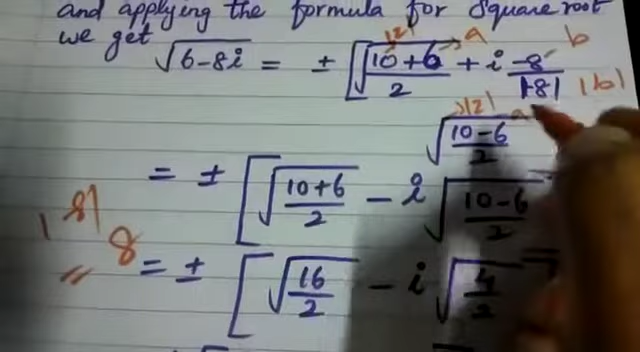 and applying the formula for Square root
we get
|z| a b
√6-8i = ± [√10+6/2 + i -8/|-8| |b|
|z| a
√10-6/2
= ± [√10+6/2 - i √10-6/2
|8|
= 8
= ± [√16/2 - i √4/2